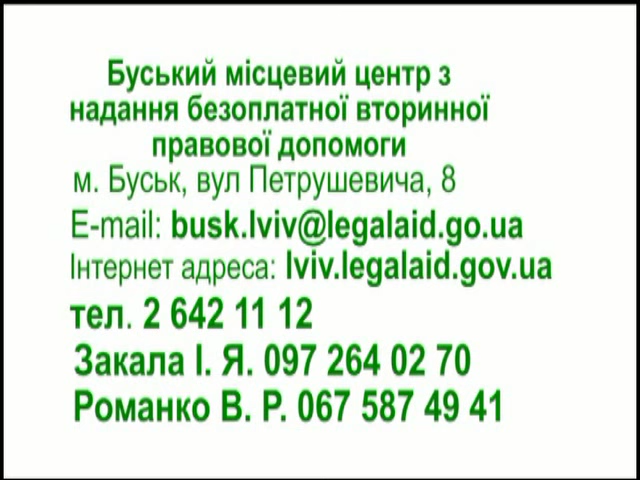 Буський місцевий центр з
надання безоплатної вторинної
правової допомоги
м. Буськ, вул Петрушевича, 8
E-mail: busk.lviv@legalaid.go.ua
Інтернет адреса: lviv.legalaid.gov.ua
тел. 2 642 11 12
Закала І. Я. 097 264 02 70
Романко В. Р. 067 587 49 41